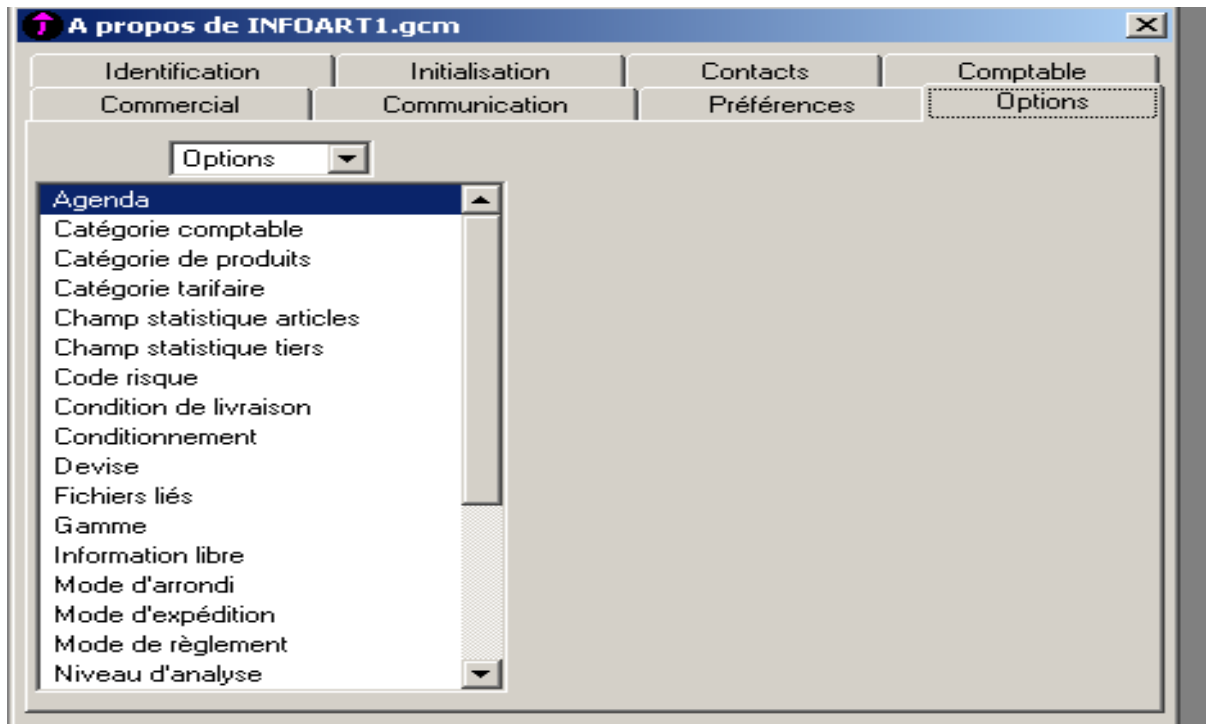 A propos de INFOART1.gcm
Identification Initialisation Contacts Comptable
Commercial Communication Préférences Options
Options
Agenda
Catégorie comptable
Catégorie de produits
Catégorie tarifaire
Champ statistique articles
Champ statistique tiers
Code risque
Condition de livraison
Conditionnement
Devise
Fichiers liés
Gamme
Information libre
Mode d'arrondi
Mode d'expédition
Mode de règlement
Niveau d'analyse